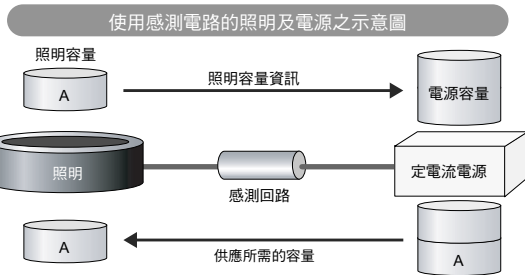 使用感測電路的照明及電源之示意圖
照明容量
A
照明容量資訊
電源容量
照明
感測回路
定電流電源
A
供應所需的容量
A